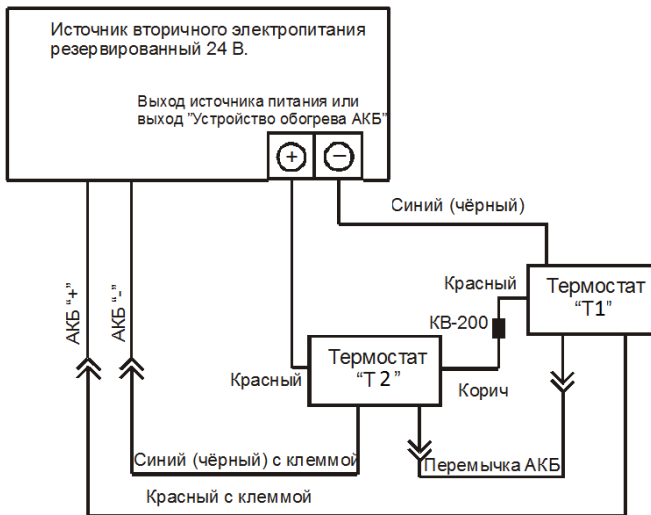 Источник вторичного электропитания
резервированный 24 В.
Выход источника питания или
выход "Устройство обогрева АКБ"
+ −
Синий (чёрный)
Красный
Термостат
“Т1”
КВ-200
АКБ “+”
АКБ “-”
Термостат
“Т 2”
Красный
Корич
Синий (чёрный) с клеммой
Перемычка АКБ
Красный с клеммой